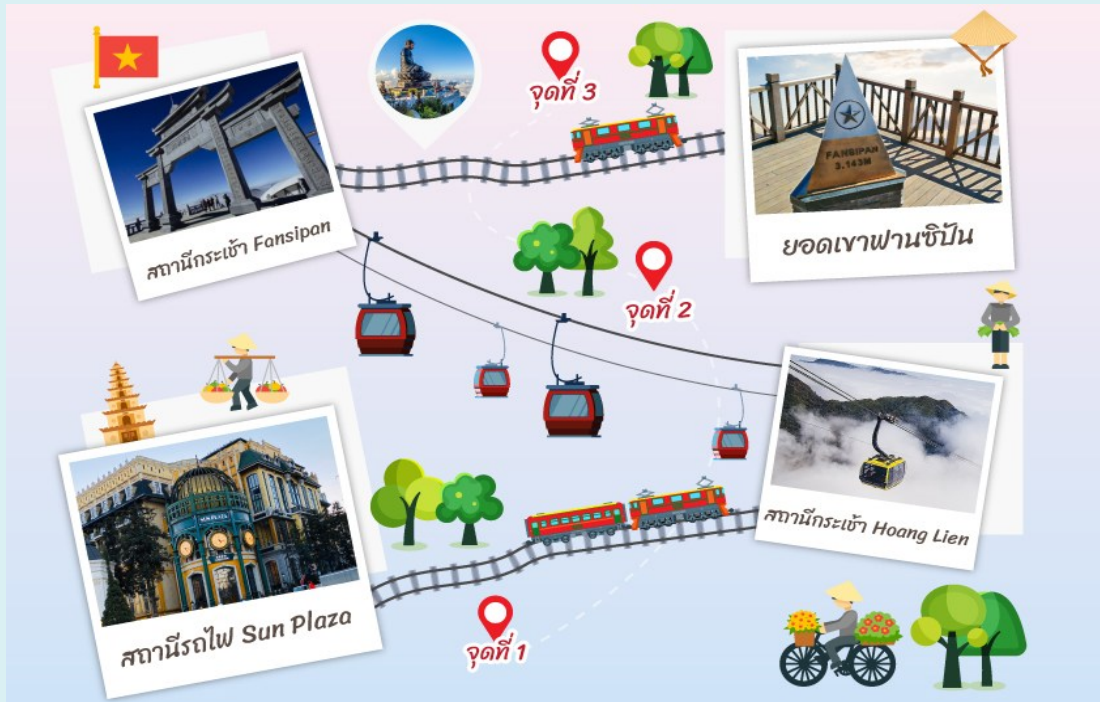 จุดที่ 3
FANSIPAN
3.143M
สถานีกระเช้า Fansipan
ยอดเขาฟานซิปัน
จุดที่ 2
SUN PLAZA
สถานีกระเช้า Hoang Lien
สถานีรถไฟ Sun Plaza
จุดที่ 1